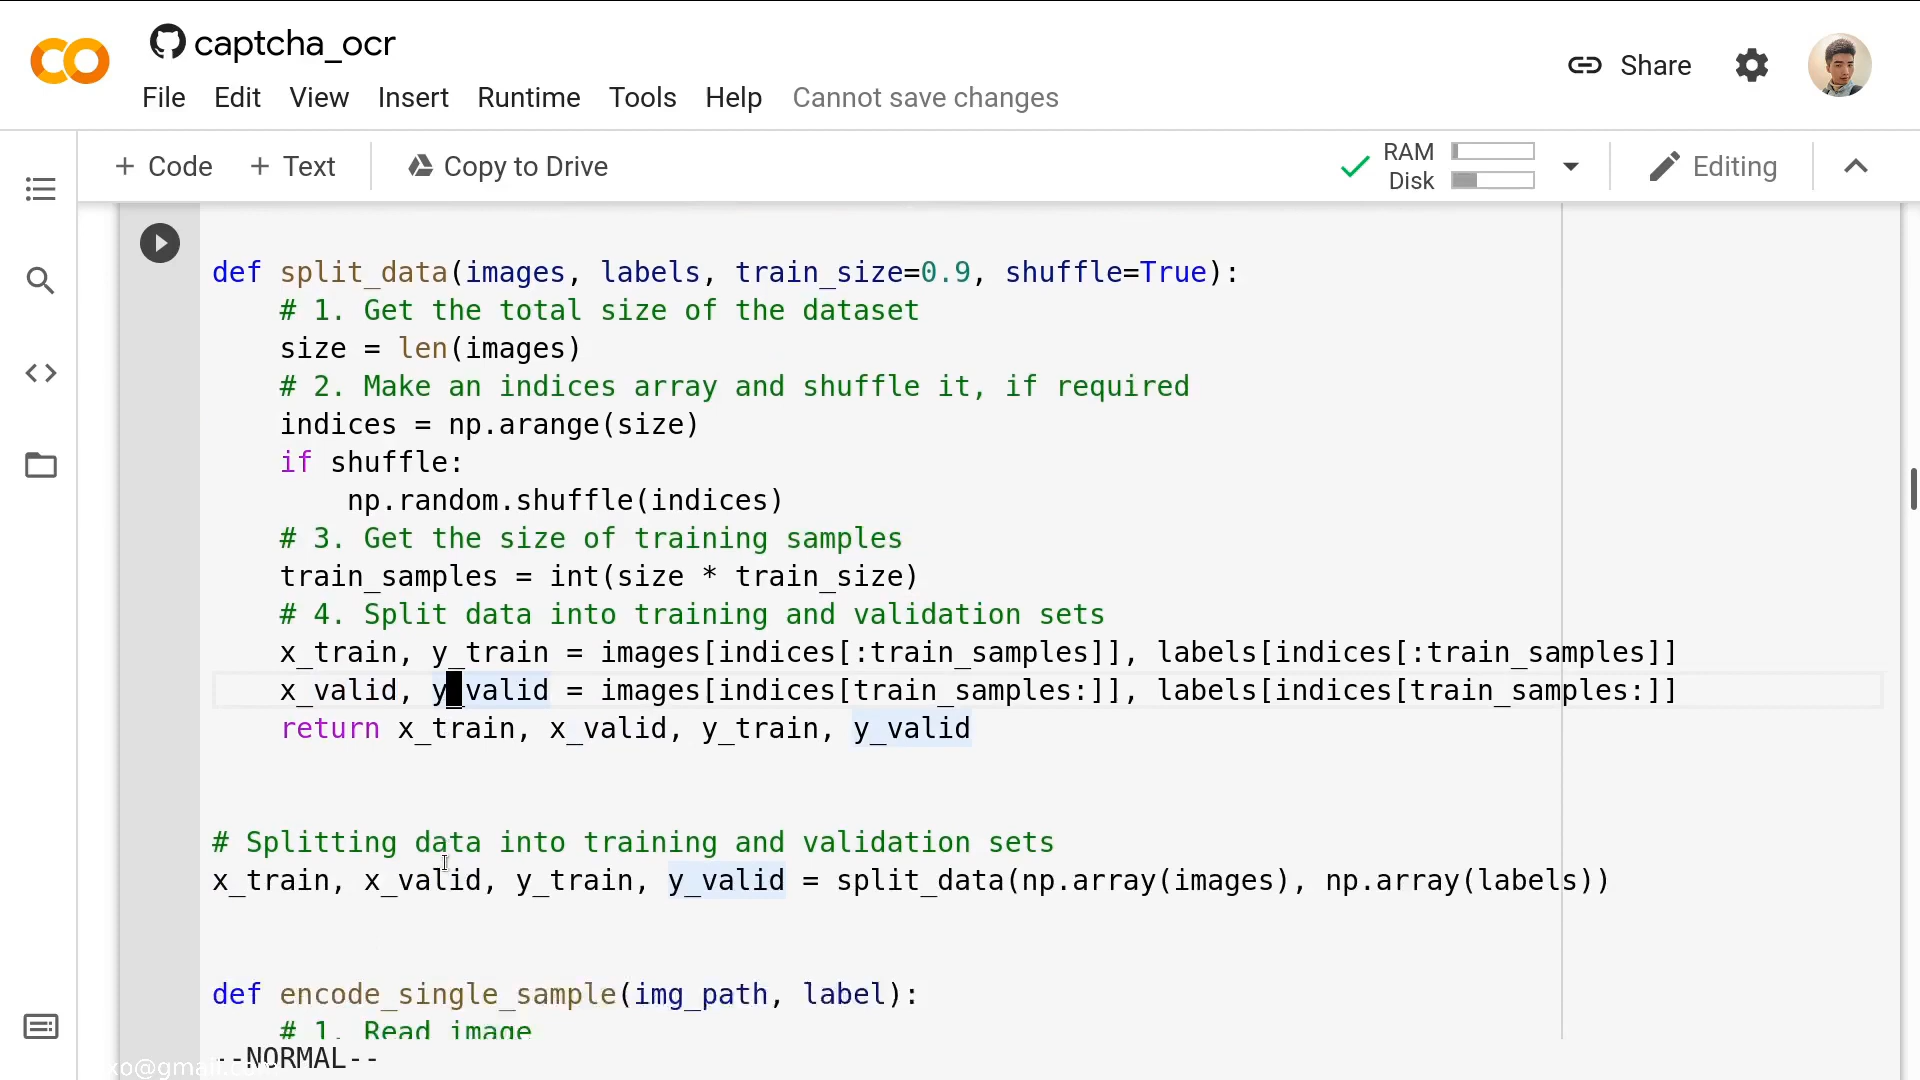 captcha_ocr
File Edit View Insert Runtime Tools Help Cannot save changes
Share
+ Code + Text Copy to Drive
RAM
Disk
Editing
def split_data(images, labels, train_size=0.9, shuffle=True):
# 1. Get the total size of the dataset
size = len(images)
# 2. Make an indices array and shuffle it, if required
indices = np.arange(size)
if shuffle:
np.random.shuffle(indices)
# 3. Get the size of training samples
train_samples = int(size * train_size)
# 4. Split data into training and validation sets
x_train, y_train = images[indices[:train_samples]], labels[indices[:train_samples]]
x_valid, y_valid = images[indices[train_samples:]], labels[indices[train_samples:]]
return x_train, x_valid, y_train, y_valid
# Splitting data into training and validation sets
x_train, x_valid, y_train, y_valid = split_data(np.array(images), np.array(labels))
def encode_single_sample(img_path, label):
# 1. Read image
--NORMAL--